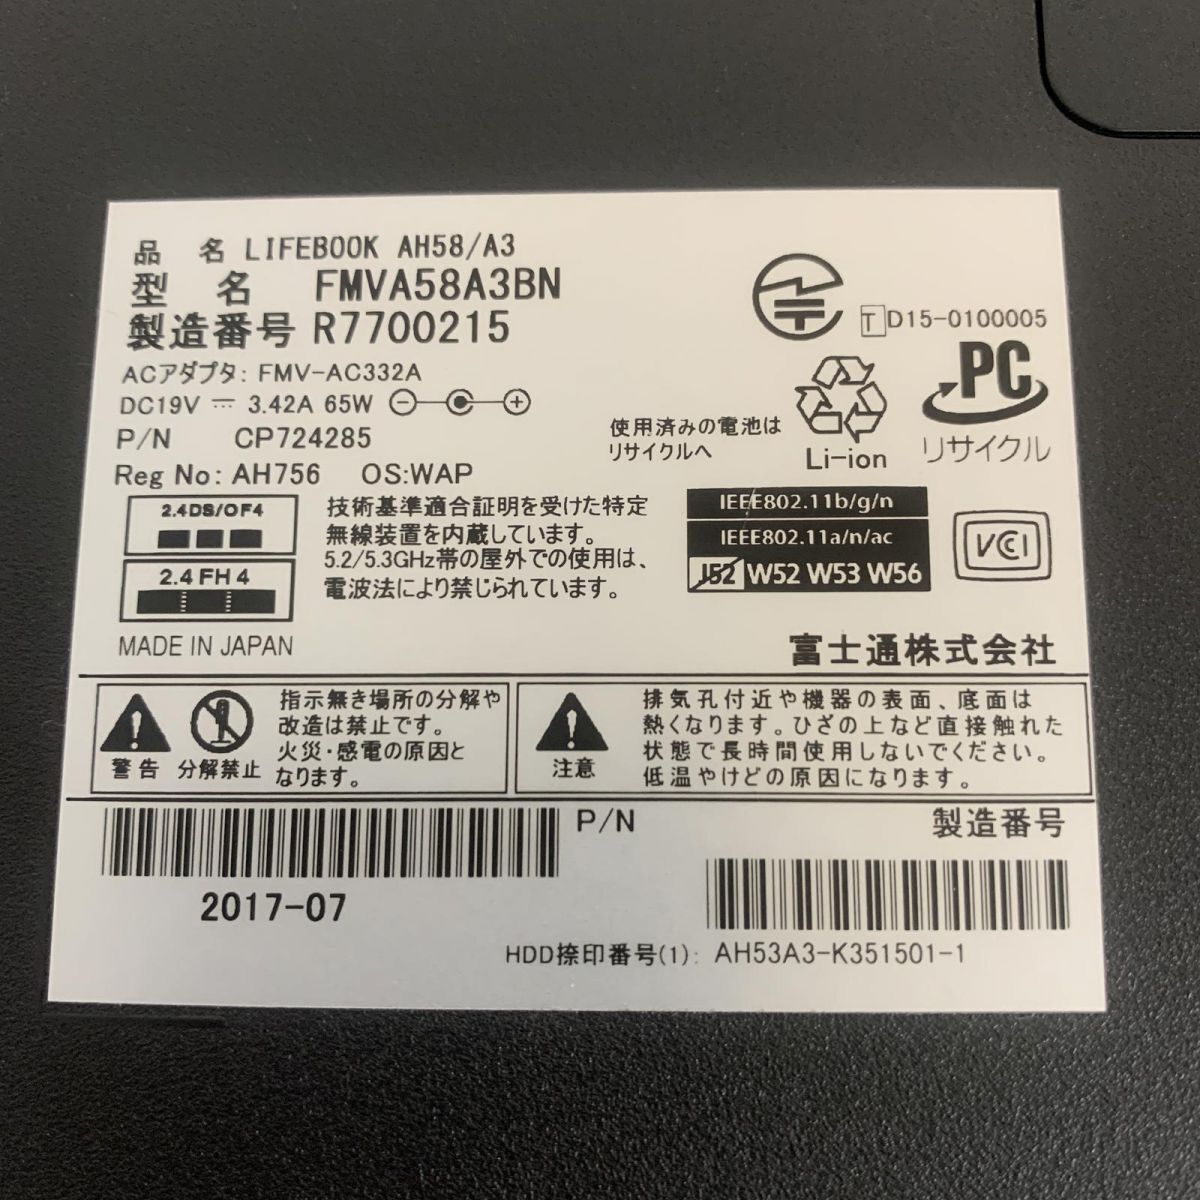 品 名 LIFEBOOK AH58/A3
型 名 FMVA58A3BN
製造番号 R7700215
ACアダプタ: FMV-AC332A
DC19V ⎓ 3.42A 65W
P/N CP724285
Reg No: AH756 OS:WAP
T D15-0100005
使用済みの電池は
リサイクルへ
Li-ion
PC
リサイクル
2.4DS/OF4
2.4 FH 4
技術基準適合証明を受けた特定
無線装置を内蔵しています。
5.2/5.3GHz帯の屋外での使用は、
電波法により禁じられています。
IEEE802.11b/g/n
IEEE802.11a/n/ac
J52 W52 W53 W56
VCI
MADE IN JAPAN
富士通株式会社
警告 分解禁止
指示無き場所の分解や
改造は禁止です。
火災・感電の原因と
なります。
注意
排気孔付近や機器の表面、底面は
熱くなります。ひざの上など直接触れた
状態で長時間使用しないでください。
低温やけどの原因になります。
P/N
製造番号
2017-07
HDD捺印番号(1): AH53A3-K351501-1